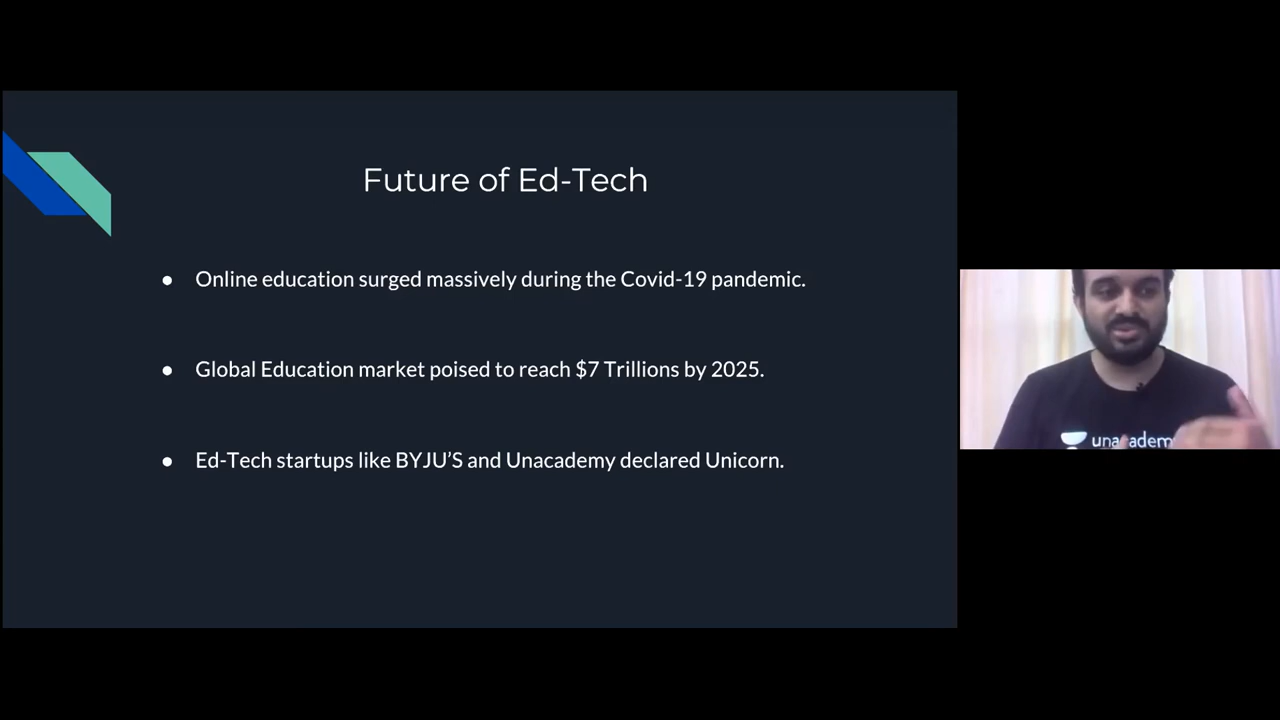 Future of Ed-Tech
● Online education surged massively during the Covid-19 pandemic.
● Global Education market poised to reach $7 Trillions by 2025.
● Ed-Tech startups like BYJU'S and Unacademy declared Unicorn.